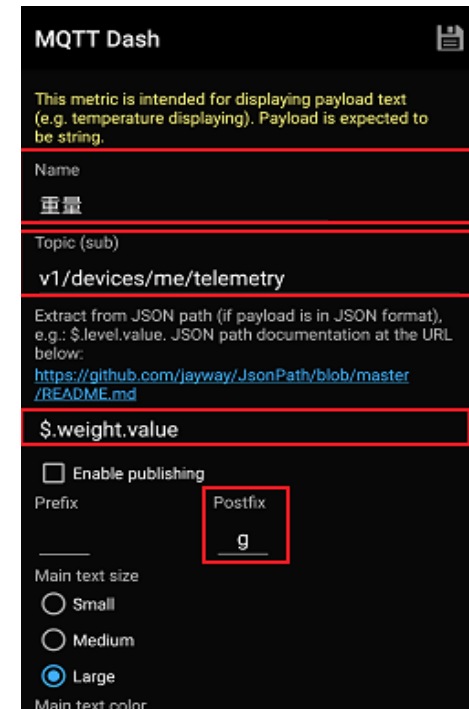 MQTT Dash
This metric is intended for displaying payload text
(e.g. temperature displaying). Payload is expected to
be string.
Name
重量
Topic (sub)
v1/devices/me/telemetry
Extract from JSON path (if payload is in JSON format),
e.g.: $.level.value. JSON path documentation at the URL
below:
https://github.com/jayway/JsonPath/blob/master
/README.md
$.weight.value
Enable publishing
Prefix Postfix
g
Main text size
Small
Medium
Large
Main text color